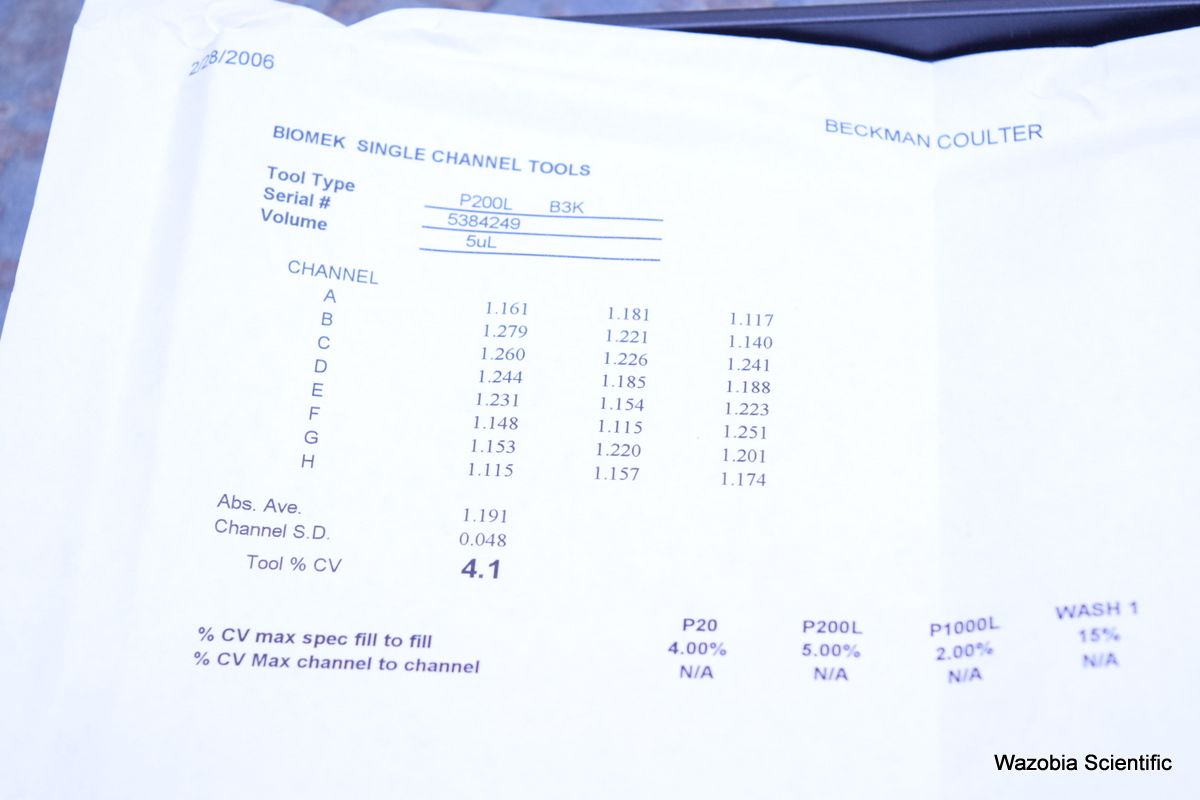 2/28/2006
BECKMAN COULTER
BIOMEK SINGLE CHANNEL TOOLS
Tool Type P200L B3K
Serial # 5384249
Volume 5uL
CHANNEL
A 1.161 1.181 1.117
B 1.279 1.221 1.140
C 1.260 1.226 1.241
D 1.244 1.185 1.188
E 1.231 1.154 1.223
F 1.148 1.115 1.251
G 1.153 1.220 1.201
H 1.115 1.157 1.174
Abs. Ave. 1.191
Channel S.D. 0.048
Tool % CV 4.1
P20 P200L P1000L WASH 1
% CV max spec fill to fill 4.00% 5.00% 2.00% 15%
% CV Max channel to channel N/A N/A N/A N/A
Wazobia Scientific